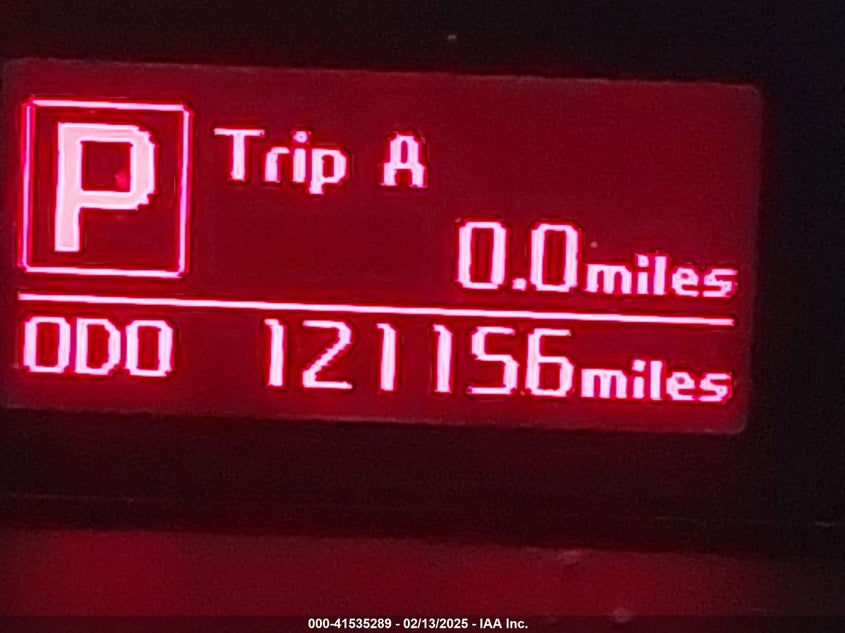 P
Trip A
0.0miles
ODO 121156miles
000-41535289 - 02/13/2025 - IAA Inc.